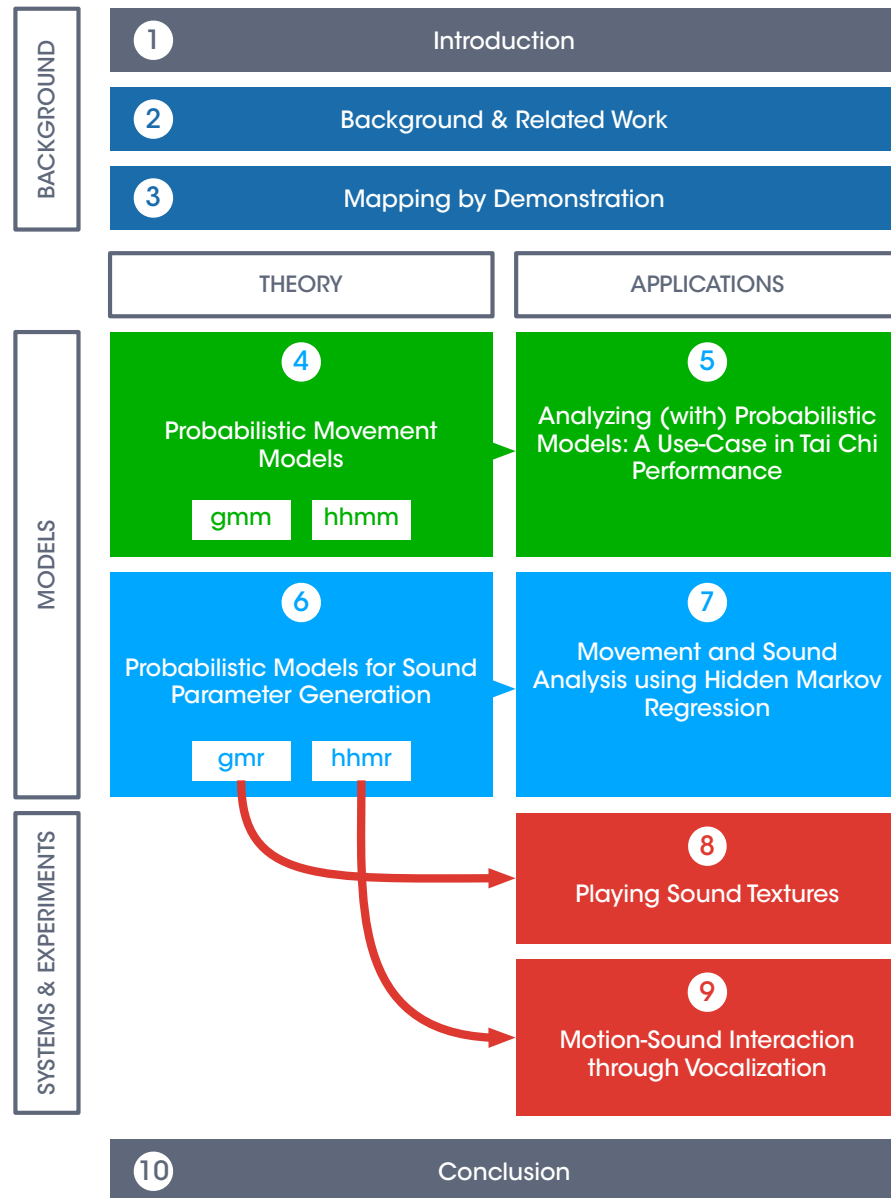 BACKGROUND
1
Introduction
2
Background & Related Work
3
Mapping by Demonstration
THEORY
APPLICATIONS
MODELS
4
Probabilistic Movement
Models
gmm
hhmm
5
Analyzing (with) Probabilistic
Models: A Use-Case in Tai Chi
Performance
6
Probabilistic Models for Sound
Parameter Generation
gmr
hhmr
7
Movement and Sound
Analysis using Hidden Markov
Regression
SYSTEMS & EXPERIMENTS
8
Playing Sound Textures
9
Motion-Sound Interaction
through Vocalization
10
Conclusion